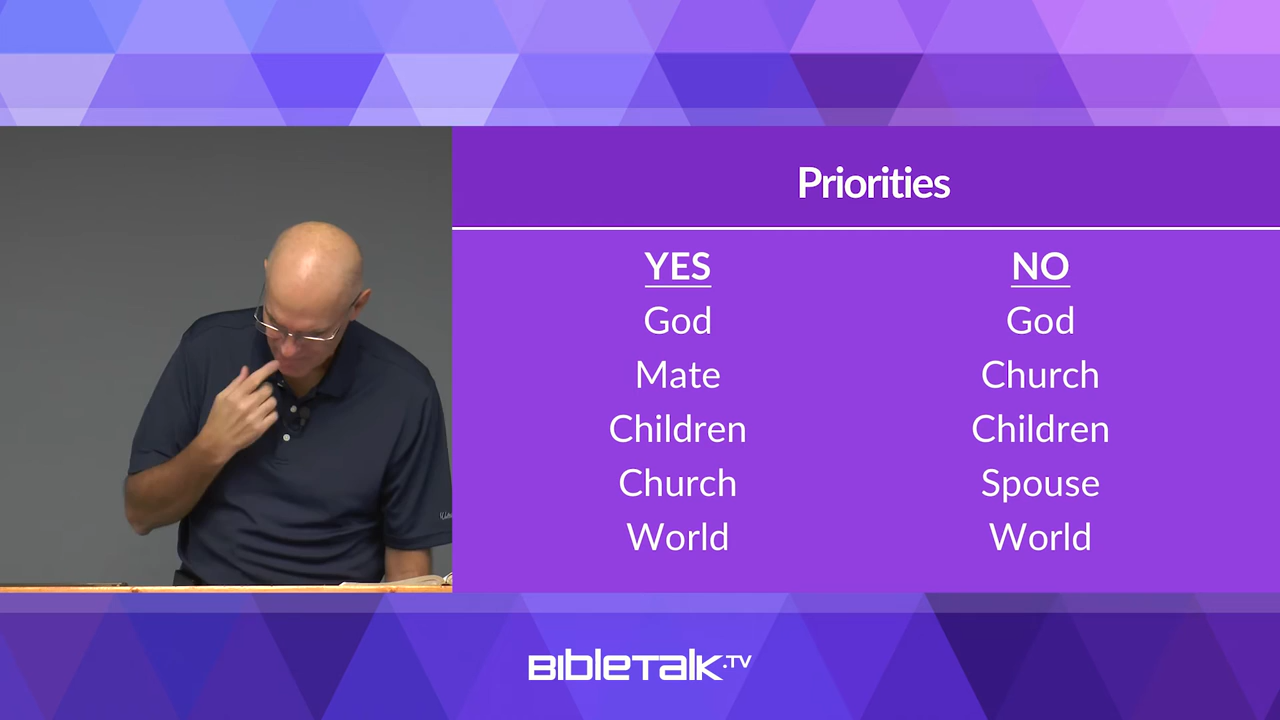 Priorities
YES
God
Mate
Children
Church
World
NO
God
Church
Children
Spouse
World
BIBLETALK.TV